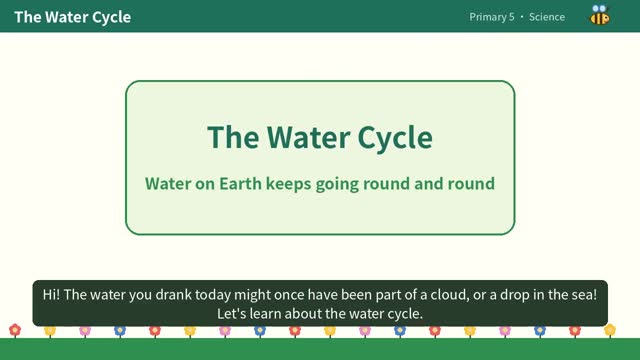 The Water Cycle
Primary 5 • Science
The Water Cycle
Water on Earth keeps going round and round
Hi! The water you drank today might once have been part of a cloud, or a drop in the sea!
Let's learn about the water cycle.